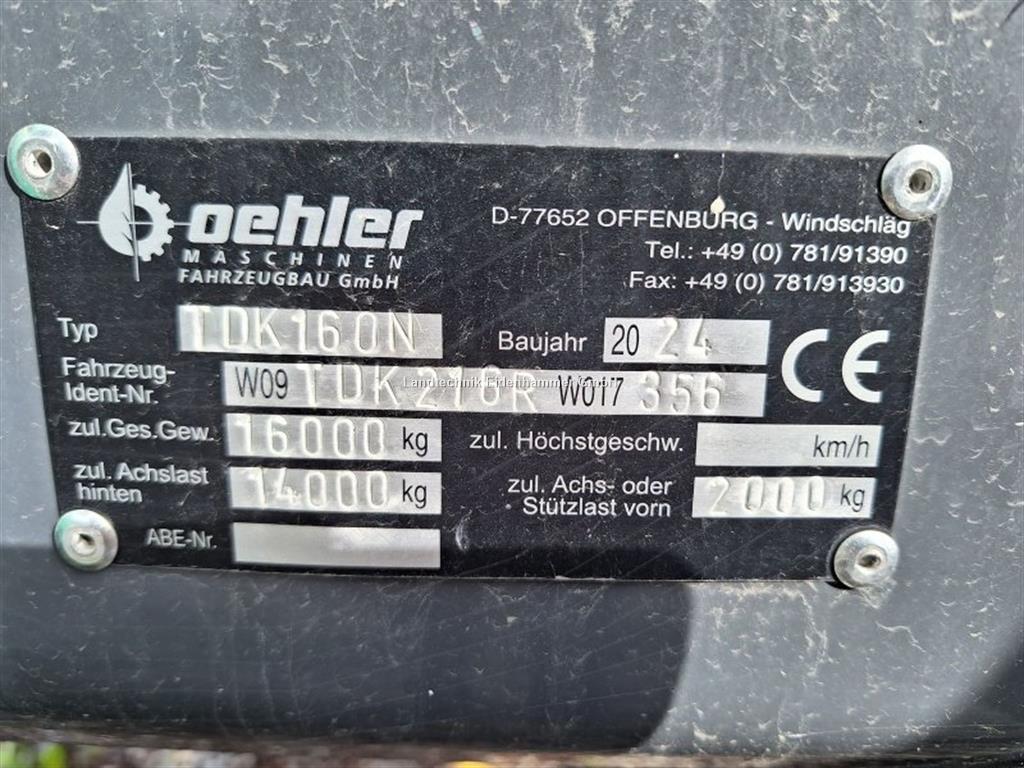 oehler
MASCHINEN
FAHRZEUGBAU GmbH
D-77652 OFFENBURG - Windschläg
Tel.: +49 (0) 781/91390
Fax: +49 (0) 781/913930
Typ TDK160N Baujahr 20 24
Fahrzeug-
Ident-Nr. W09 TDK216R W017 356
Landtechnik GmbH
zul.Ges.Gew. 16000 kg zul. Höchstgeschw. km/h
zul. Achslast
hinten 14000 kg
zul. Achs- oder
Stützlast vorn 2000 kg
ABE-Nr.
CE